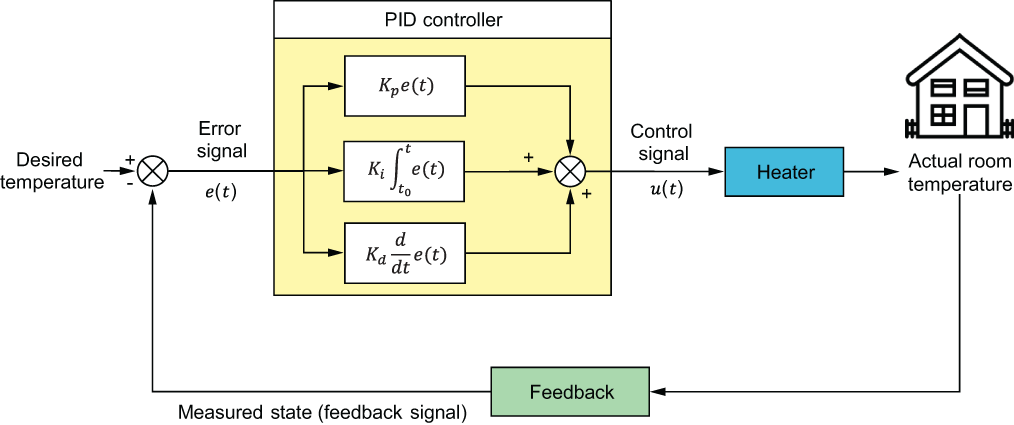 PID controller
K_p e(t)
Error
signal
e(t)
Desired
temperature
+
-
K_i ∫_{t_0}^{t} e(t)
+
+
Control
signal
u(t)
Heater
Actual room
temperature
K_d d/dt e(t)
Feedback
Measured state (feedback signal)